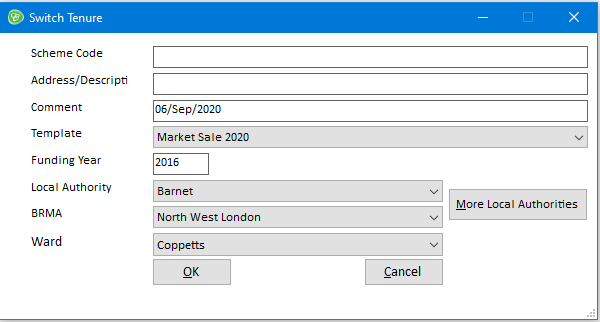 Switch Tenure
Scheme Code
Address/Descripti
Comment 06/Sep/2020
Template Market Sale 2020
Funding Year 2016
Local Authority Barnet
More Local Authorities
BRMA North West London
Ward Coppetts
OK Cancel